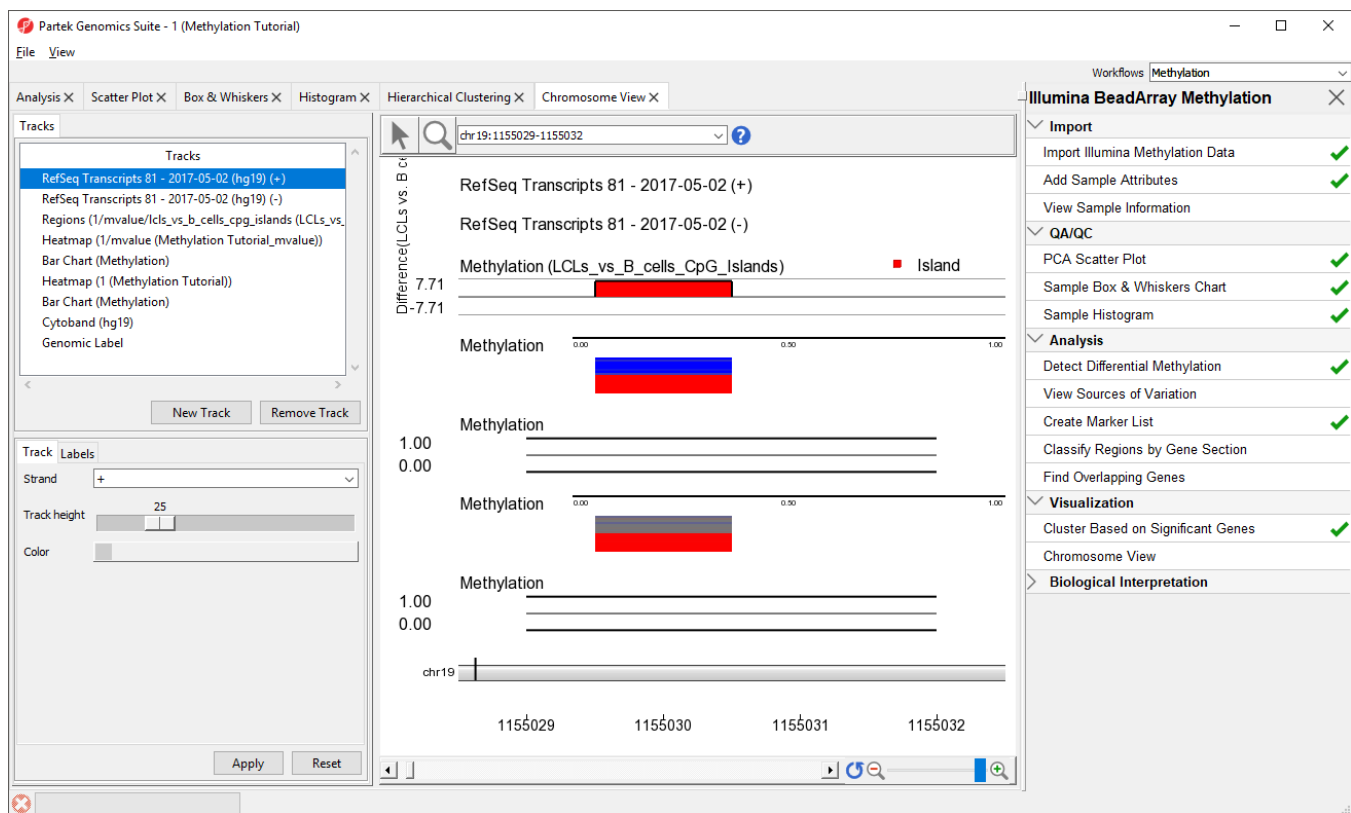 Partek Genomics Suite - 1 (Methylation Tutorial)
File View
Workflows Methylation
Analysis Scatter Plot Box & Whiskers Histogram Hierarchical Clustering Chromosome View
Tracks
Tracks
RefSeq Transcripts 81 - 2017-05-02 (hg19) (+)
RefSeq Transcripts 81 - 2017-05-02 (hg19) (-)
Regions (1/mvalue/lcls_vs_b_cells_cpg_islands (LCLs_vs_
Heatmap (1/mvalue (Methylation Tutorial_mvalue))
Bar Chart (Methylation)
Heatmap (1 (Methylation Tutorial))
Bar Chart (Methylation)
Cytoband (hg19)
Genomic Label
New Track Remove Track
Track Labels
Strand +
Track height 25
Color
Apply Reset
chr19:1155029-1155032
Difference(LCLs vs. B ce
RefSeq Transcripts 81 - 2017-05-02 (+)
RefSeq Transcripts 81 - 2017-05-02 (-)
Methylation (LCLs_vs_B_cells_CpG_Islands) Island
7.71
-7.71
Methylation 0.00 0.50 1.00
Methylation
1.00
0.00
Methylation 0.00 0.50 1.00
Methylation
1.00
0.00
chr19
1155029 1155030 1155031 1155032
Illumina BeadArray Methylation
Import
Import Illumina Methylation Data
Add Sample Attributes
View Sample Information
QA/QC
PCA Scatter Plot
Sample Box & Whiskers Chart
Sample Histogram
Analysis
Detect Differential Methylation
View Sources of Variation
Create Marker List
Classify Regions by Gene Section
Find Overlapping Genes
Visualization
Cluster Based on Significant Genes
Chromosome View
Biological Interpretation